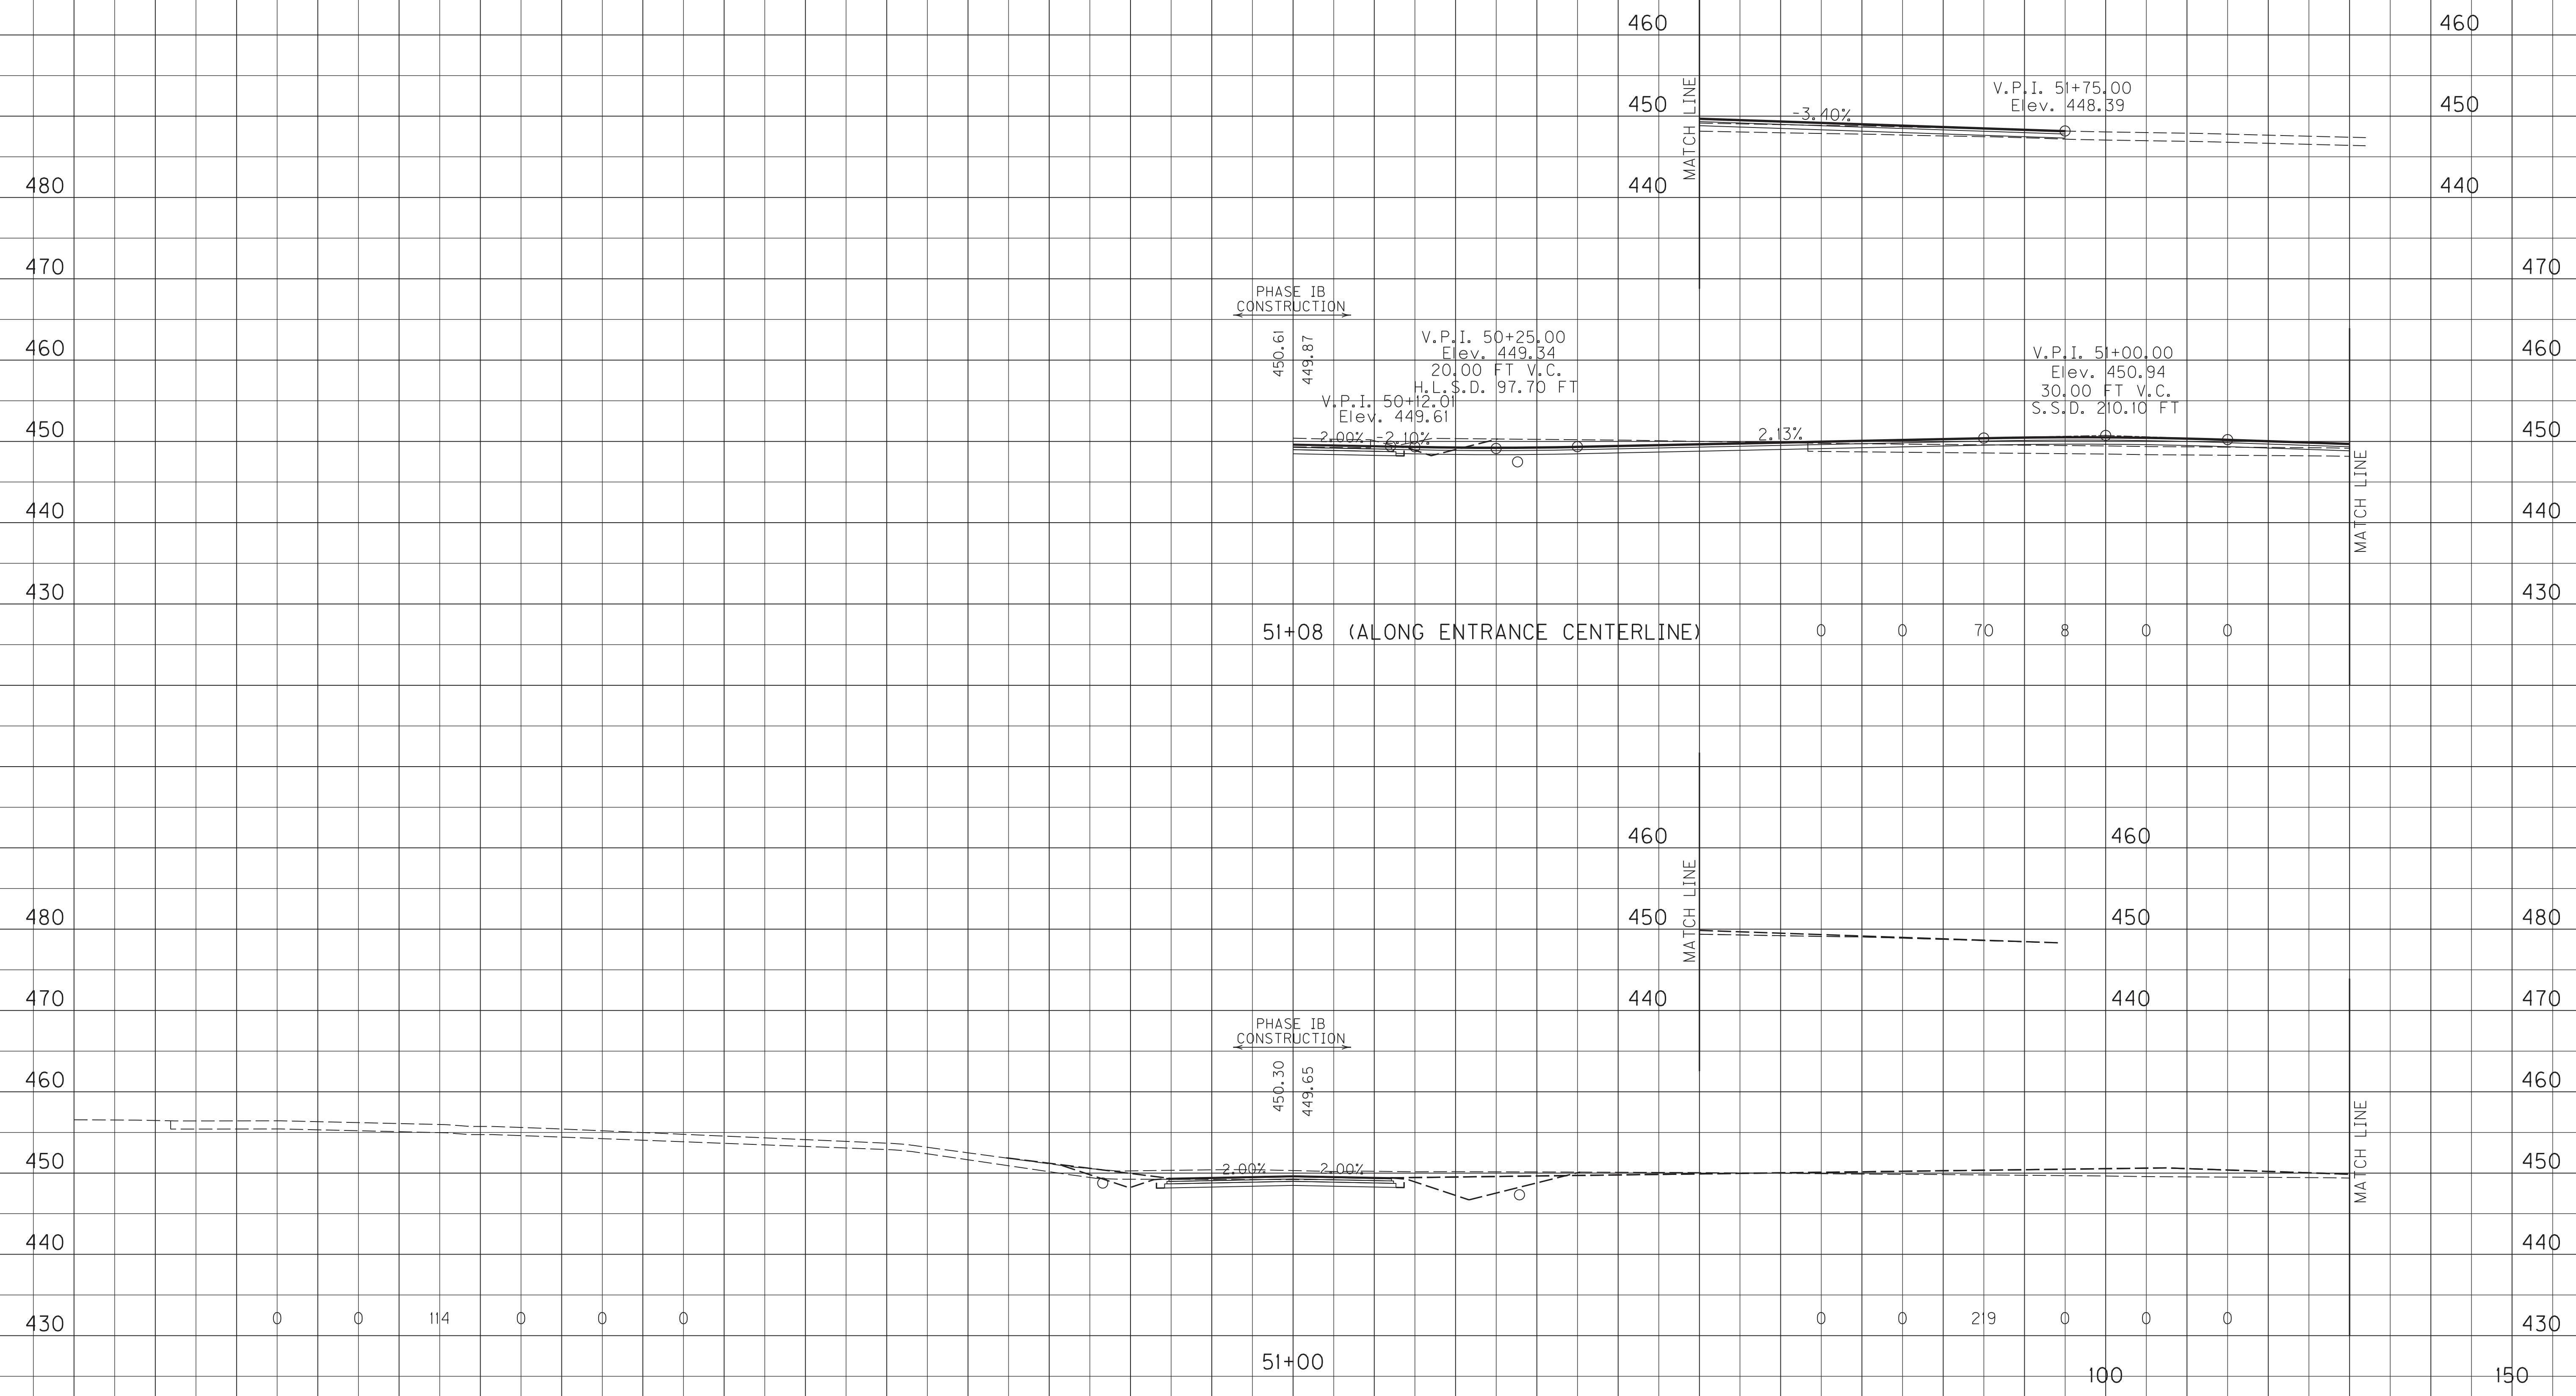 460 460
V.P.I. 51+75.00
Elev. 448.39
450 -3.40% 450
MATCH LINE
480 440 440
470 470
PHASE IB
CONSTRUCTION
450.61
449.87
V.P.I. 50+25.00
Elev. 449.34
20.00 FT V.C.
H.L.S.D. 97.70 FT
460 460
V.P.I. 51+00.00
Elev. 450.94
30.00 FT V.C.
S.S.D. 210.10 FT
V.P.I. 50+12.01
Elev. 449.61
450 2.00% -2.10% 2.13% 450
MATCH LINE
440 440
430 430
51+08 (ALONG ENTRANCE CENTERLINE) 0 0 70 8 0 0
460 460
480 450 450 480
MATCH LINE
470 440 440 470
PHASE IB
CONSTRUCTION
450.30
449.65
460 460
450 2.00% 2.00% 450
MATCH LINE
440 440
0 0 114 0 0 0 0 0 219 0 0 0
430 430
51+00 100 150